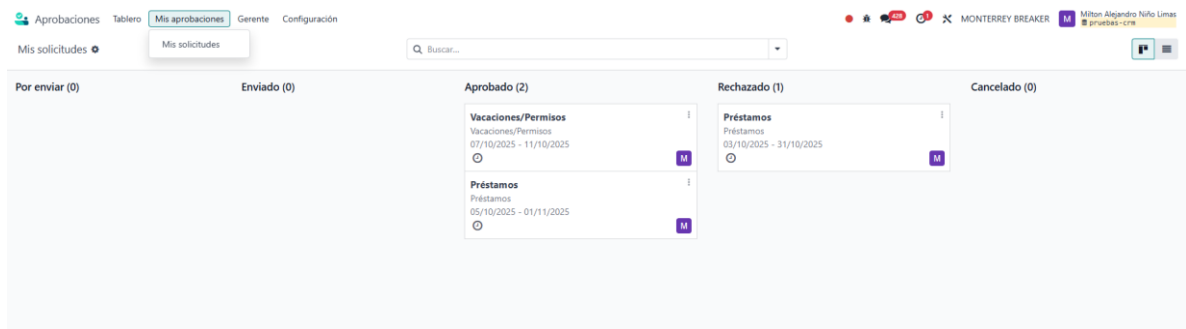 Aprobaciones Tablero Mis aprobaciones Gerente Configuración 428 1 MONTERREY BREAKER M Milton Alejandro Niño Limas
pruebas-crm
Mis solicitudes Mis solicitudes Buscar...
Por enviar (0) Enviado (0) Aprobado (2) Rechazado (1) Cancelado (0)
Vacaciones/Permisos
Vacaciones/Permisos
07/10/2025 - 11/10/2025
M
Préstamos
Préstamos
05/10/2025 - 01/11/2025
M
Préstamos
Préstamos
03/10/2025 - 31/10/2025
M